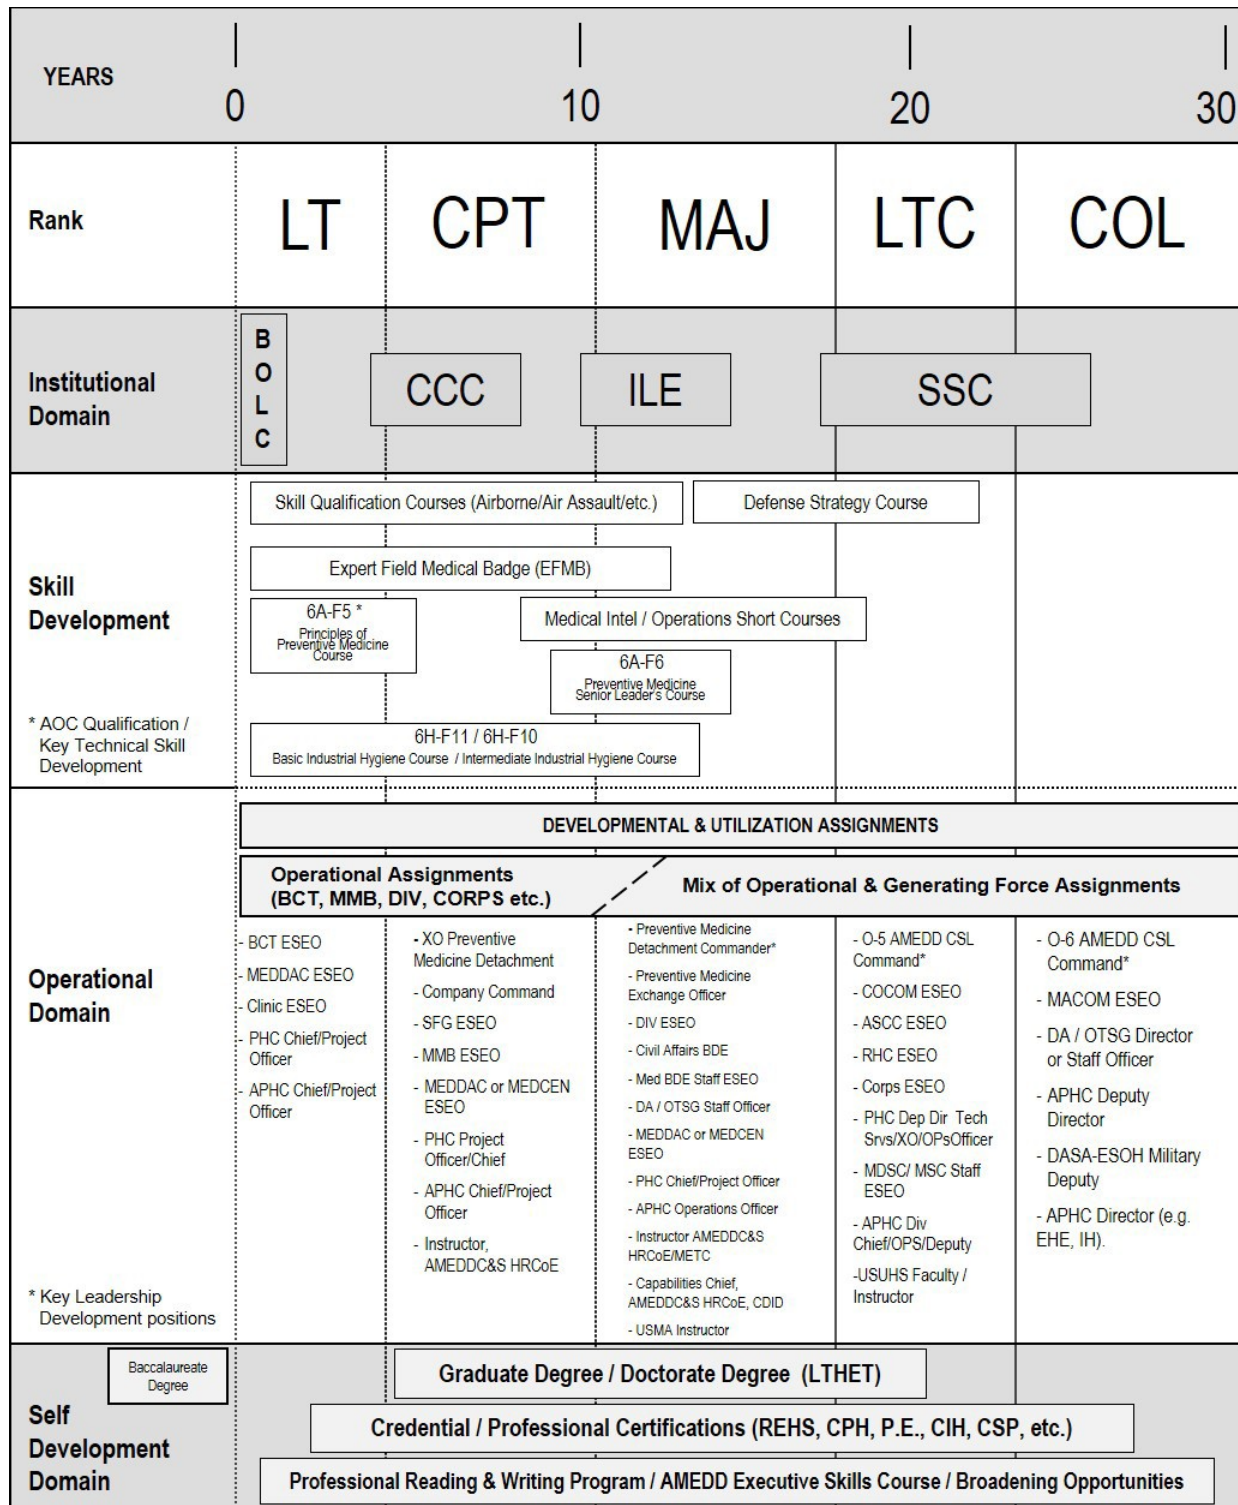 YEARS
0
10
20
30
Rank
LT
CPT
MAJ
LTC
COL
Institutional
Domain
B
O
L
C
CCC
ILE
SSC
Skill
Development
* AOC Qualification /
Key Technical Skill
Development
Skill Qualification Courses (Airborne/Air Assault/etc.)
Defense Strategy Course
Expert Field Medical Badge (EFMB)
6A-F5 *
Principles of
Preventive Medicine
Course
Medical Intel / Operations Short Courses
6A-F6
Preventive Medicine
Senior Leader's Course
6H-F11 / 6H-F10
Basic Industrial Hygiene Course / Intermediate Industrial Hygiene Course
Operational
Domain
* Key Leadership
Development positions
DEVELOPMENTAL & UTILIZATION ASSIGNMENTS
Operational Assignments
(BCT, MMB, DIV, CORPS etc.)
Mix of Operational & Generating Force Assignments
- BCT ESEO
- MEDDAC ESEO
- Clinic ESEO
- PHC Chief/Project
Officer
- APHC Chief/Project
Officer
- XO Preventive
Medicine Detachment
- Company Command
- SFG ESEO
- MMB ESEO
- MEDDAC or MEDCEN
ESEO
- PHC Project
Officer/Chief
- APHC Chief/Project
Officer
- Instructor,
AMEDDC&S HRCoE
- Preventive Medicine
Detachment Commander*
- Preventive Medicine
Exchange Officer
- DIV ESEO
- Civil Affairs BDE
- Med BDE Staff ESEO
- DA / OTSG Staff Officer
- MEDDAC or MEDCEN
ESEO
- PHC Chief/Project Officer
- APHC Operations Officer
- Instructor AMEDDC&S
HRCoE/METC
- Capabilities Chief,
AMEDDC&S HRCoE, CDID
- USMA Instructor
- O-5 AMEDD CSL
Command*
- COCOM ESEO
- ASCC ESEO
- RHC ESEO
- Corps ESEO
- PHC Dep Dir Tech
Srvs/XO/OPsOfficer
- MDSC/ MSC Staff
ESEO
- APHC Div
Chief/OPS/Deputy
-USUHS Faculty /
Instructor
- O-6 AMEDD CSL
Command*
- MACOM ESEO
- DA / OTSG Director
or Staff Officer
- APHC Deputy
Director
- DASA-ESOH Military
Deputy
- APHC Director (e.g.
EHE, IH).
Self
Development
Domain
Baccalaureate
Degree
Graduate Degree / Doctorate Degree (LTHET)
Credential / Professional Certifications (REHS, CPH, P.E., CIH, CSP, etc.)
Professional Reading & Writing Program / AMEDD Executive Skills Course / Broadening Opportunities